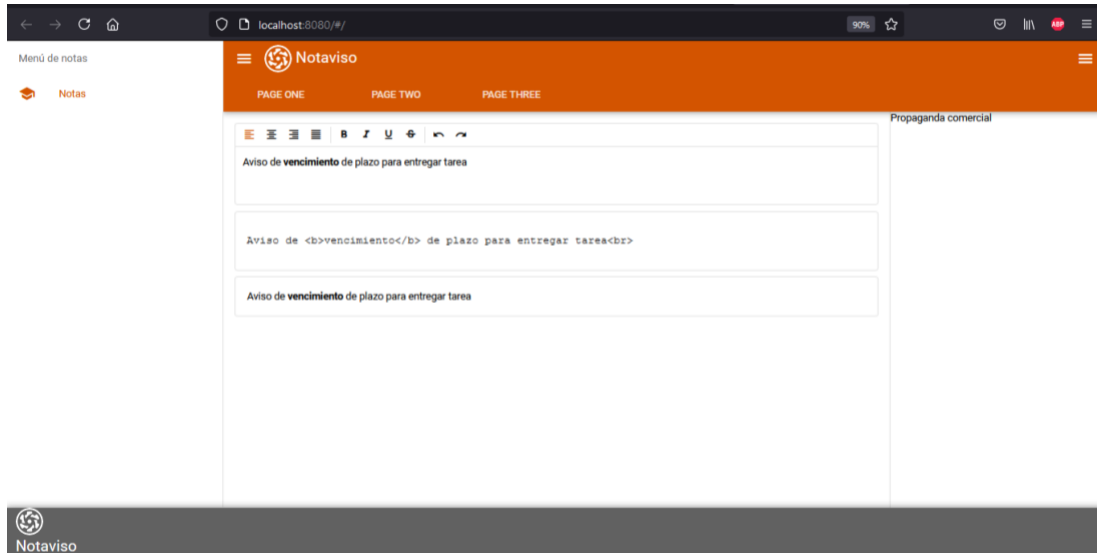 localhost:8080/#/
90%
ABP
Menú de notas
Notas
Notaviso
PAGE ONE PAGE TWO PAGE THREE
B I U S
Propaganda comercial
Aviso de vencimiento de plazo para entregar tarea
Aviso de <b>vencimiento</b> de plazo para entregar tarea<br>
Aviso de vencimiento de plazo para entregar tarea
Notaviso